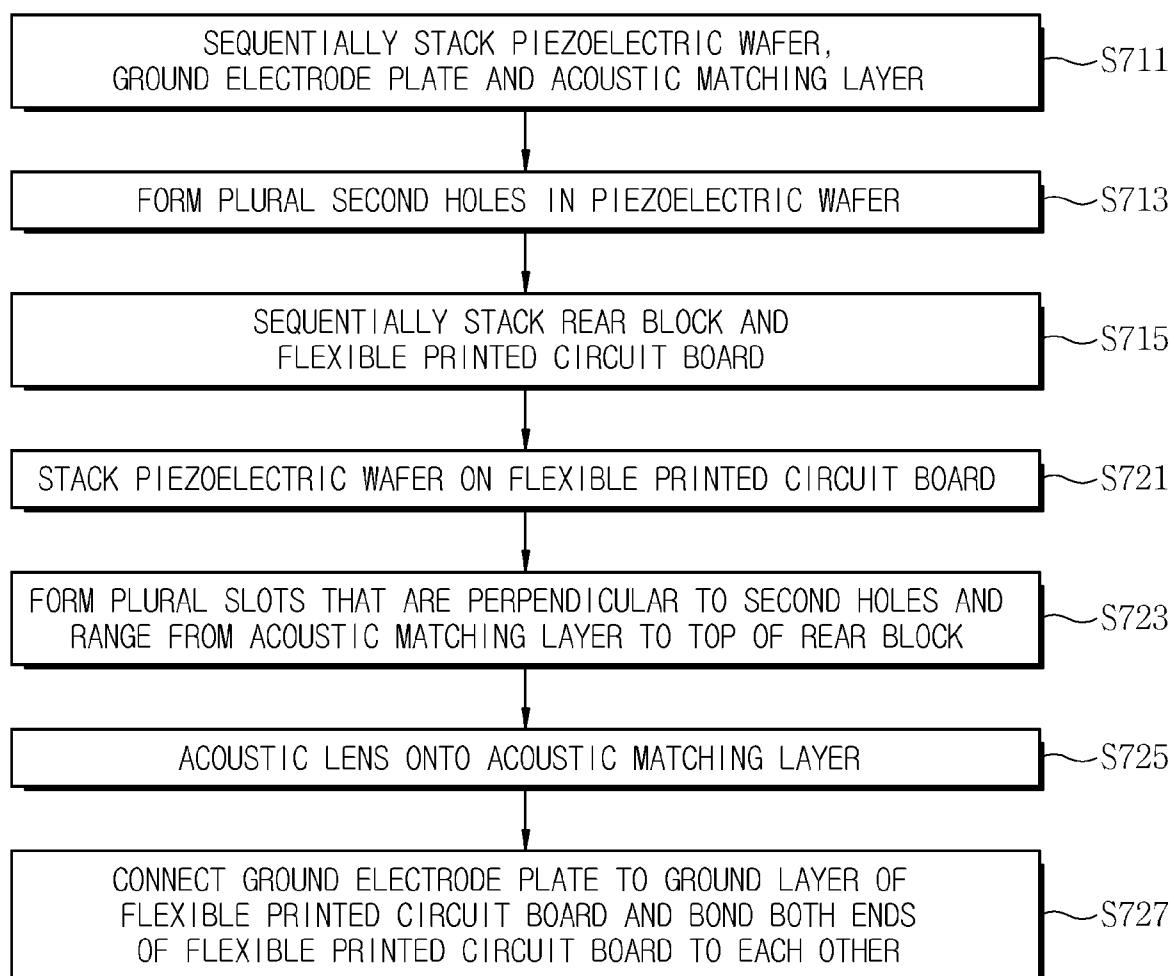 SEQUENTIALLY STACK PIEZOELECTRIC WAFER,
GROUND ELECTRODE PLATE AND ACOUSTIC MATCHING LAYER
S711
FORM PLURAL SECOND HOLES IN PIEZOELECTRIC WAFER
S713
SEQUENTIALLY STACK REAR BLOCK AND
FLEXIBLE PRINTED CIRCUIT BOARD
S715
STACK PIEZOELECTRIC WAFER ON FLEXIBLE PRINTED CIRCUIT BOARD
S721
FORM PLURAL SLOTS THAT ARE PERPENDICULAR TO SECOND HOLES AND
RANGE FROM ACOUSTIC MATCHING LAYER TO TOP OF REAR BLOCK
S723
ACOUSTIC LENS ONTO ACOUSTIC MATCHING LAYER
S725
CONNECT GROUND ELECTRODE PLATE TO GROUND LAYER OF
FLEXIBLE PRINTED CIRCUIT BOARD AND BOND BOTH ENDS
OF FLEXIBLE PRINTED CIRCUIT BOARD TO EACH OTHER
S727